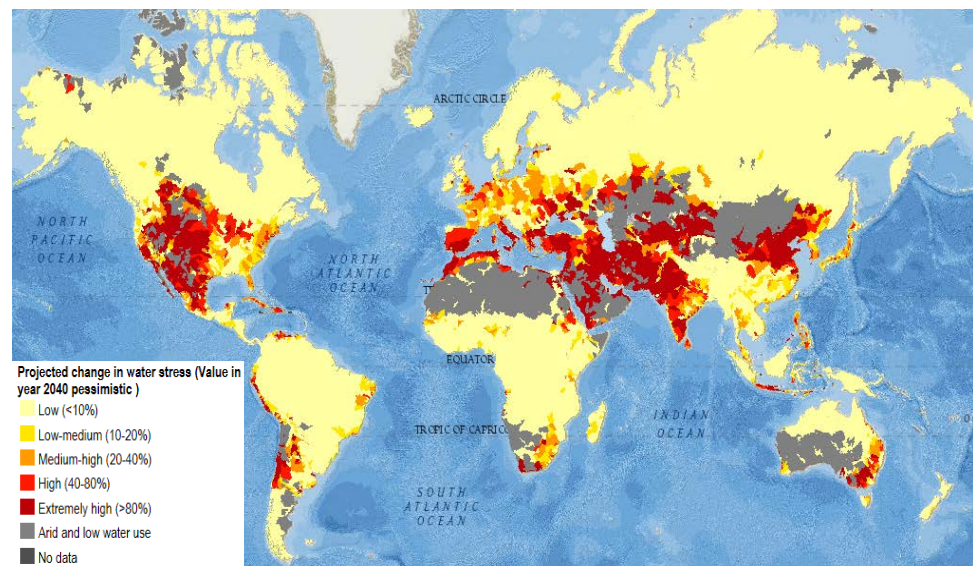 ARCTIC CIRCLE
NORTH
PACIFIC
OCEAN
NORTH
ATLANTIC
OCEAN
T
EQUATOR
Projected change in water stress (Value in
year 2040 pessimistic )
Low (<10%)
Low-medium (10-20%)
Medium-high (20-40%)
High (40-80%)
Extremely high (>80%)
Arid and low water use
No data
TROPIC OF CAPRIC
INDIAN
OCEAN
O
SOUTH
ATLANTIC
OCEAN